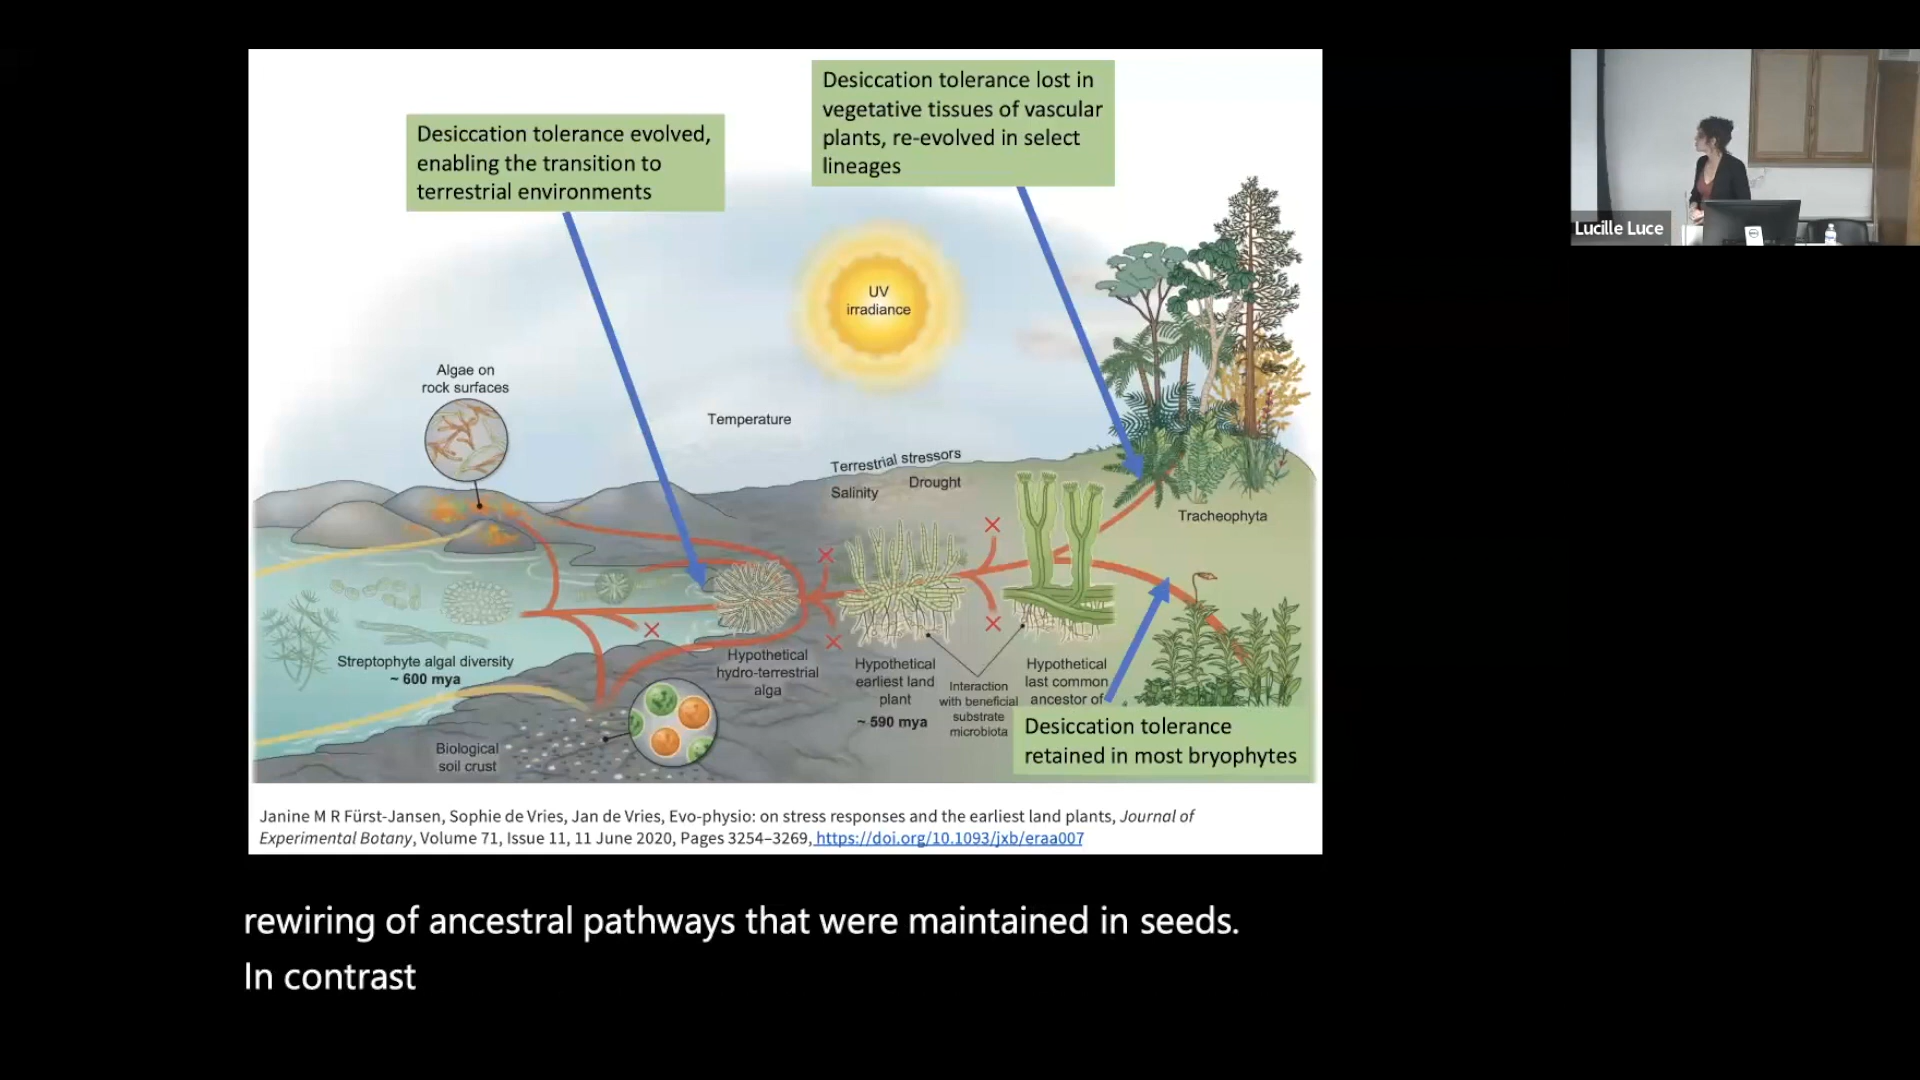 Desiccation tolerance evolved,
enabling the transition to
terrestrial environments
Desiccation tolerance lost in
vegetative tissues of vascular
plants, re-evolved in select
lineages
UV
irradiance
Algae on
rock surfaces
Temperature
Terrestrial stressors
Salinity
Drought
Tracheophyta
Streptophyte algal diversity
~ 600 mya
Hypothetical
hydro-terrestrial
alga
Hypothetical
earliest land
plant
~ 590 mya
Interaction
with beneficial
substrate
microbiota
Hypothetical
last common
ancestor of
Desiccation tolerance
retained in most bryophytes
Biological
soil crust
Janine M R Fürst-Jansen, Sophie de Vries, Jan de Vries, Evo-physio: on stress responses and the earliest land plants, Journal of
Experimental Botany, Volume 71, Issue 11, 11 June 2020, Pages 3254–3269, https://doi.org/10.1093/jxb/eraa007
Lucille Luce
rewiring of ancestral pathways that were maintained in seeds.
In contrast